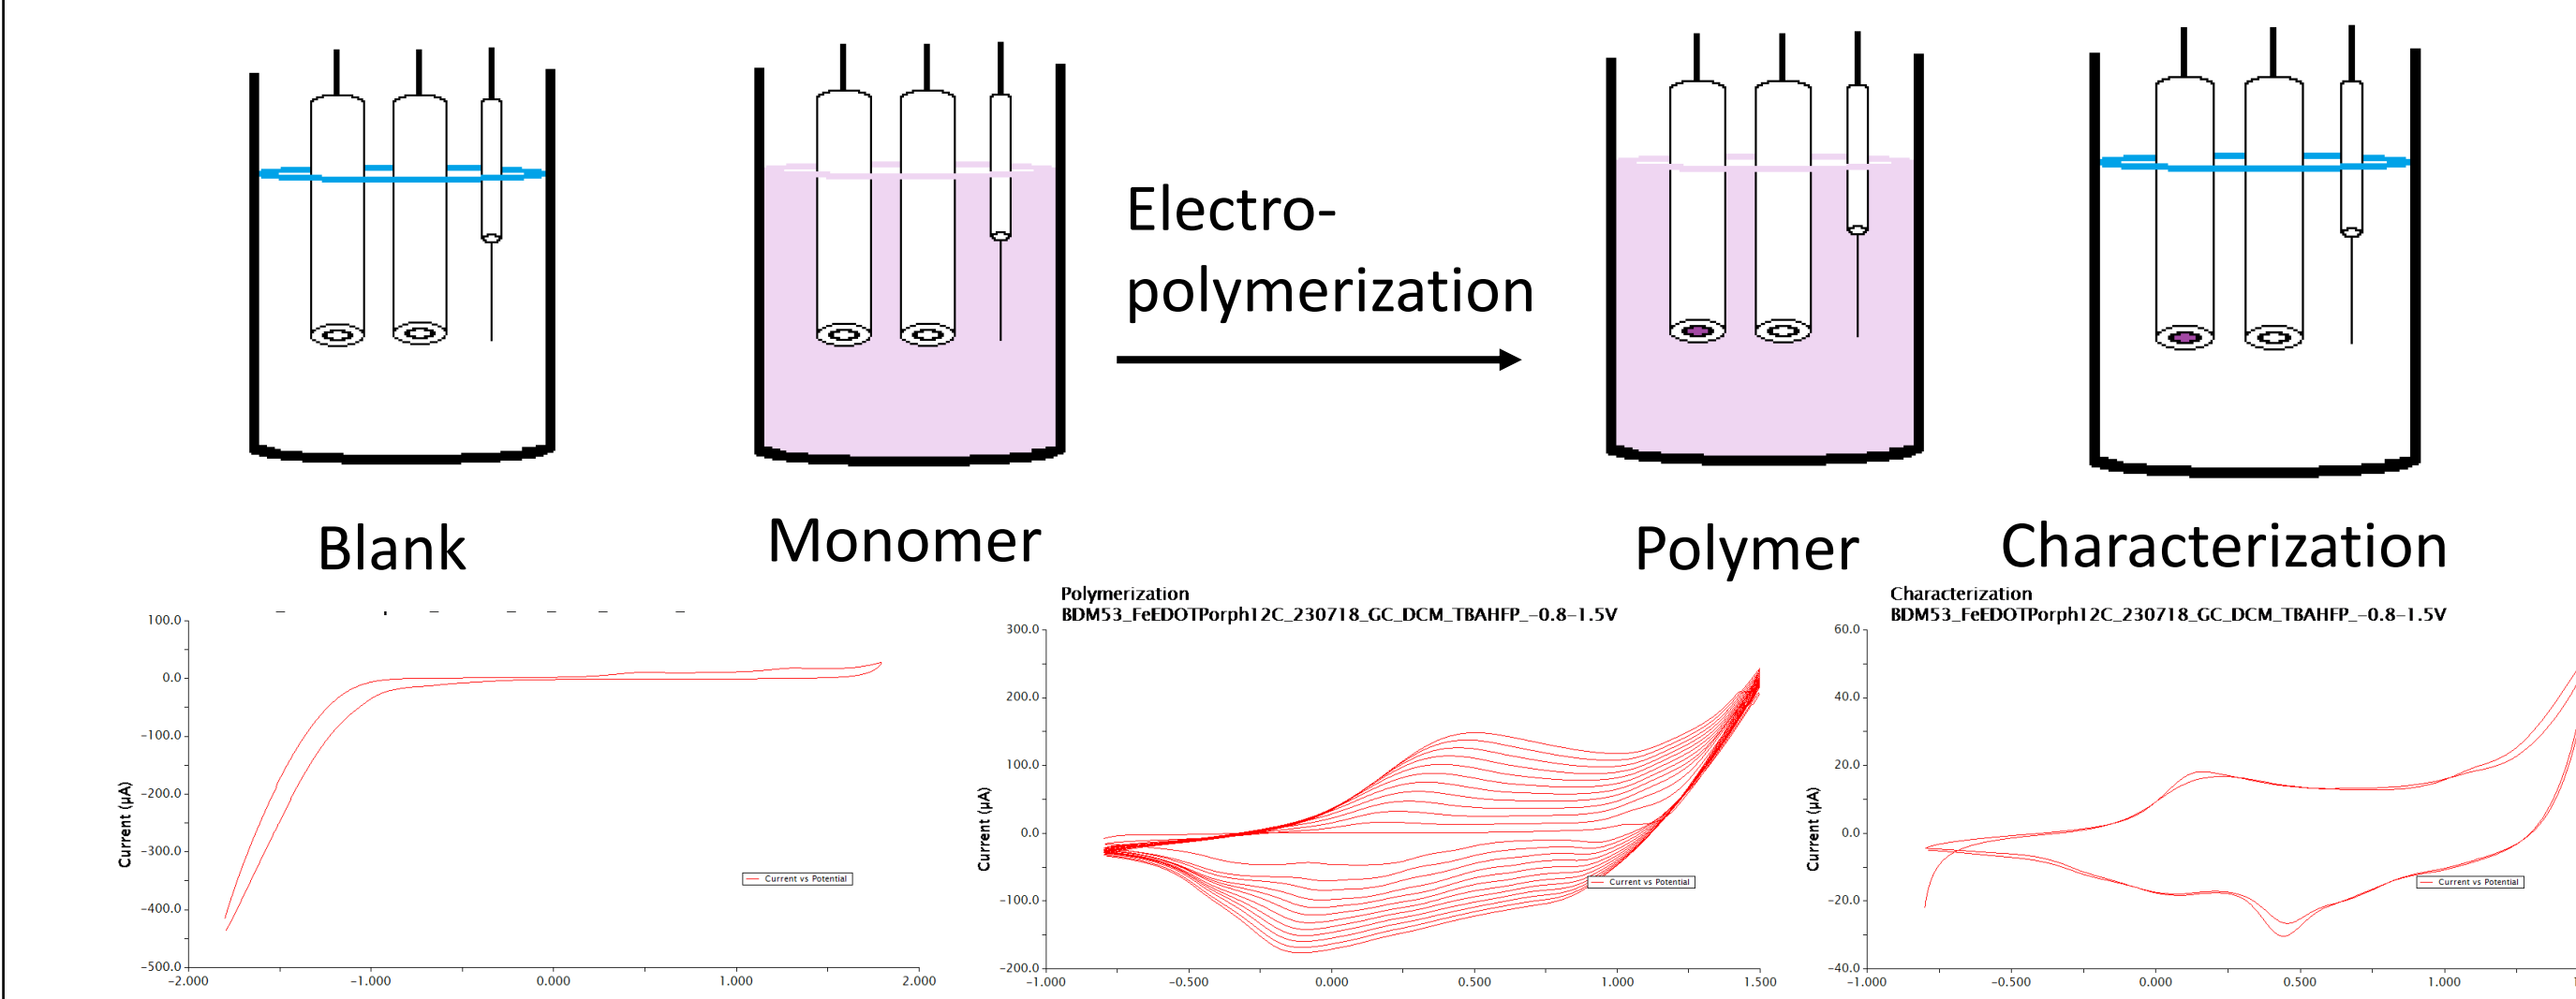 Electro-
polymerization
Blank
Monomer
Polymer
Characterization
100.0
0.0
-100.0
-200.0
-300.0
-400.0
-500.0
Current (µA)
-2.000
-1.000
0.000
1.000
2.000
Current vs Potential
Polymerization
BDM53_FeEDOTPorph12C_230718_GC_DCM_TBAHFP_-0.8-1.5V
300.0
200.0
100.0
0.0
-100.0
-200.0
Current (µA)
-1.000
-0.500
0.000
0.500
1.000
1.500
Current vs Potential
Characterization
BDM53_FeEDOTPorph12C_230718_GC_DCM_TBAHFP_-0.8-1.5V
60.0
40.0
20.0
0.0
-20.0
-40.0
Current (µA)
-1.000
-0.500
0.000
0.500
1.000
Current vs Potential